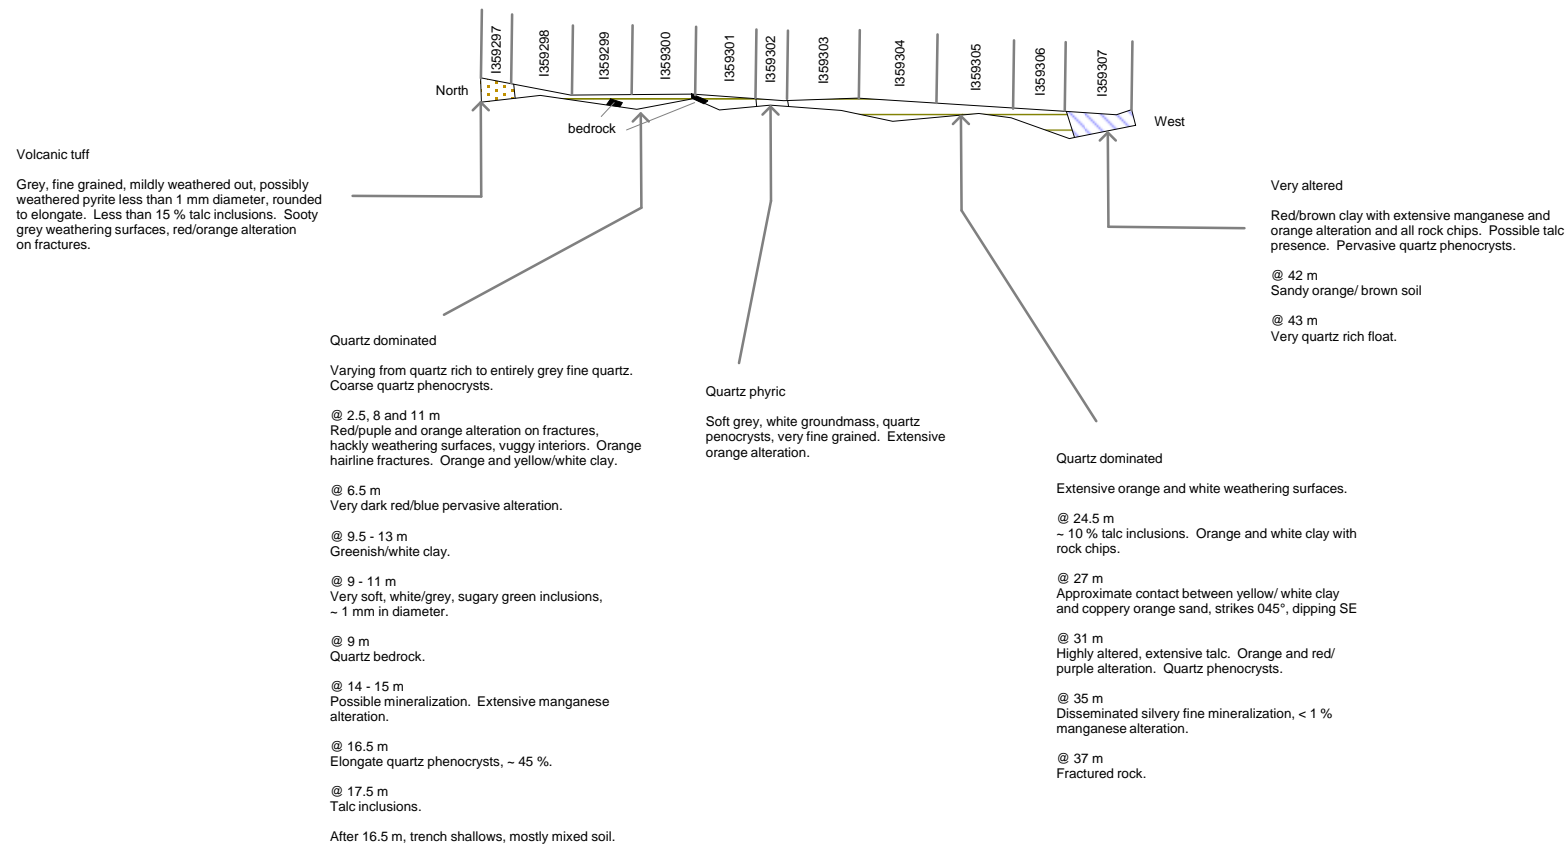 I359297
I359298
I359299
I359300
I359301
I359302
I359303
I359304
I359305
I359306
I359307
North
bedrock
West
Volcanic tuff
Grey, fine grained, mildly weathered out, possibly
weathered pyrite less than 1 mm diameter, rounded
to elongate. Less than 15 % talc inclusions. Sooty
grey weathering surfaces, red/orange alteration
on fractures.
Quartz dominated
Varying from quartz rich to entirely grey fine quartz.
Coarse quartz phenocrysts.
@ 2.5, 8 and 11 m
Red/puple and orange alteration on fractures,
hackly weathering surfaces, vuggy interiors. Orange
hairline fractures. Orange and yellow/white clay.
@ 6.5 m
Very dark red/blue pervasive alteration.
@ 9.5 - 13 m
Greenish/white clay.
@ 9 - 11 m
Very soft, white/grey, sugary green inclusions,
~ 1 mm in diameter.
@ 9 m
Quartz bedrock.
@ 14 - 15 m
Possible mineralization. Extensive manganese
alteration.
@ 16.5 m
Elongate quartz phenocrysts, ~ 45 %.
@ 17.5 m
Talc inclusions.
After 16.5 m, trench shallows, mostly mixed soil.
Quartz phyric
Soft grey, white groundmass, quartz
penocrysts, very fine grained. Extensive
orange alteration.
Quartz dominated
Extensive orange and white weathering surfaces.
@ 24.5 m
~ 10 % talc inclusions. Orange and white clay with
rock chips.
@ 27 m
Approximate contact between yellow/ white clay
and coppery orange sand, strikes 045°, dipping SE
@ 31 m
Highly altered, extensive talc. Orange and red/
purple alteration. Quartz phenocrysts.
@ 35 m
Disseminated silvery fine mineralization, < 1 %
manganese alteration.
@ 37 m
Fractured rock.
Very altered
Red/brown clay with extensive manganese and
orange alteration and all rock chips. Possible talc
presence. Pervasive quartz phenocrysts.
@ 42 m
Sandy orange/ brown soil
@ 43 m
Very quartz rich float.